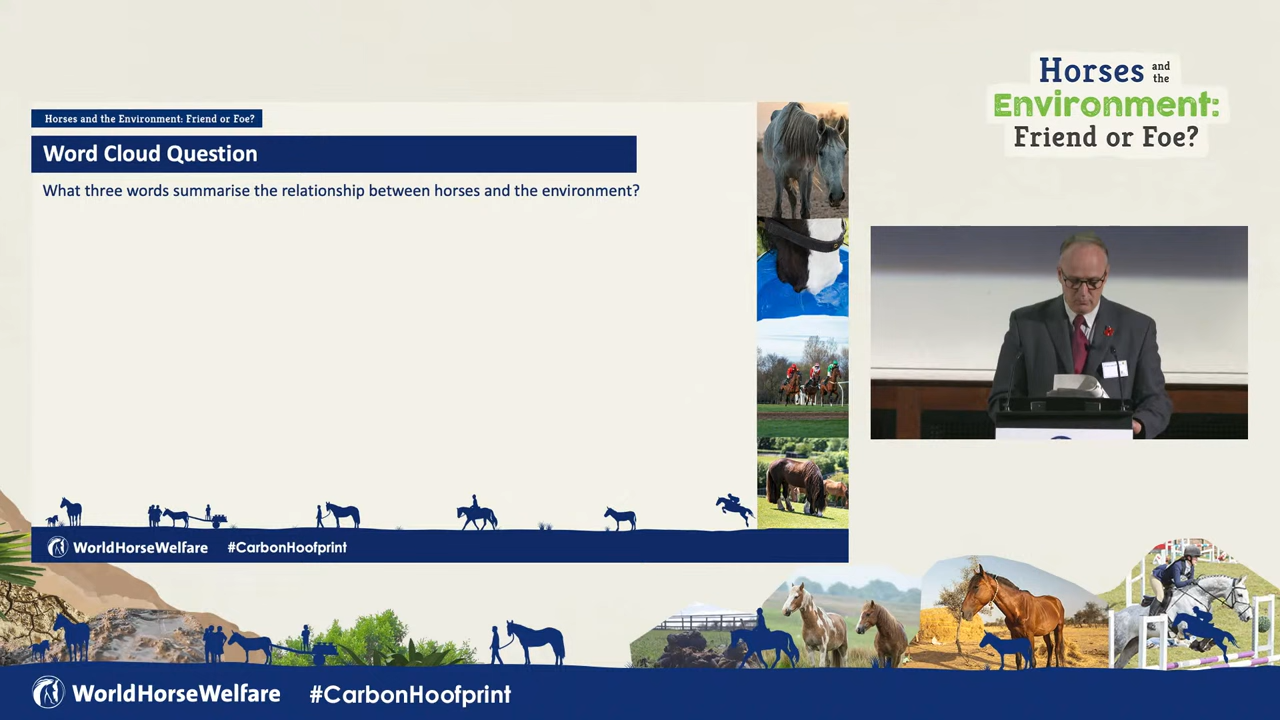 Horses and the
Environment:
Friend or Foe?
Horses and the Environment: Friend or Foe?
Word Cloud Question
What three words summarise the relationship between horses and the environment?
WorldHorseWelfare #CarbonHoofprint
WorldHorseWelfare #CarbonHoofprint